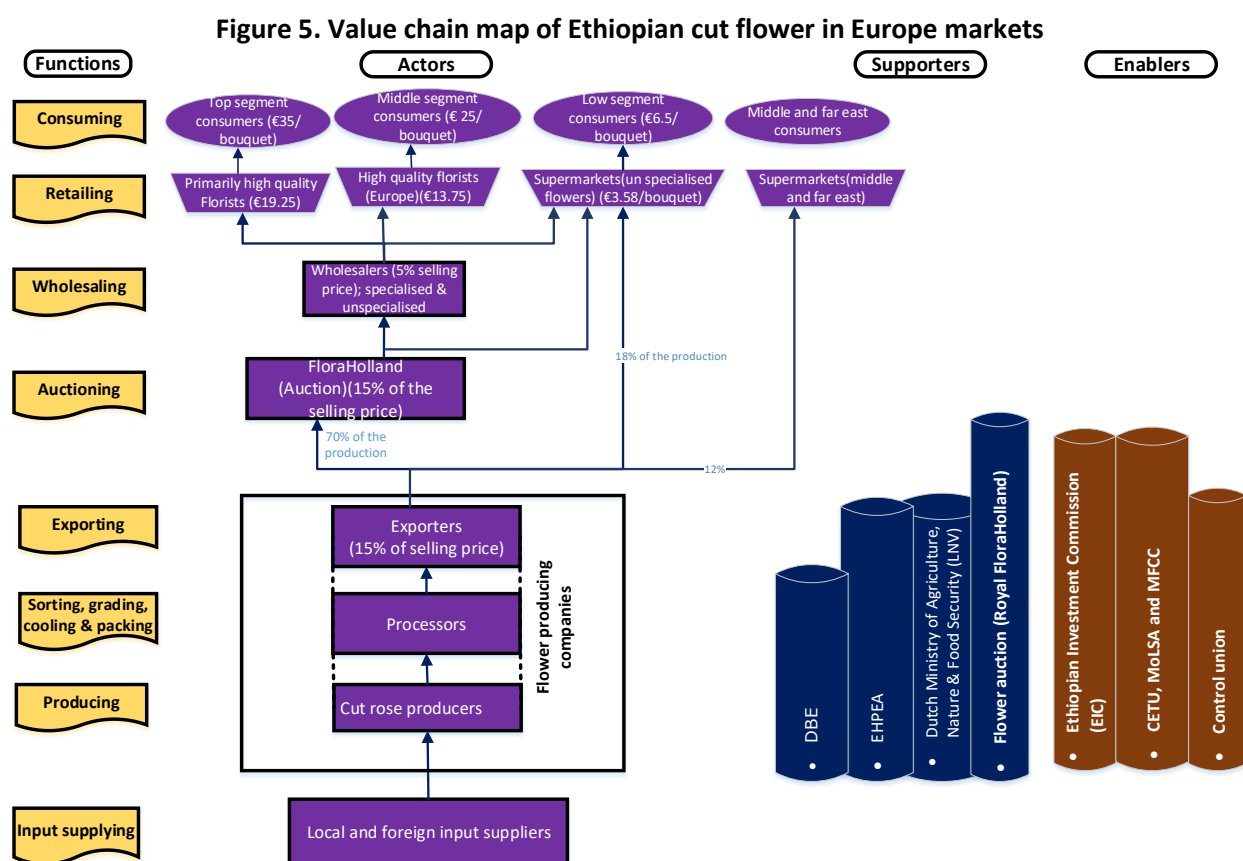 Figure 5. Value chain map of Ethiopian cut flower in Europe markets
Functions
Actors
Supporters
Enablers
Consuming
Top segment
consumers (€35/
bouquet)
Middle segment
consumers (€ 25/
bouquet)
Low segment
consumers (€6.5/
bouquet)
Middle and far east
consumers
Retailing
Primarily high quality
Florists (€19.25)
High quality florists
(Europe)(€13.75)
Supermarkets(un specialised
flowers) (€3.58/bouquet)
Supermarkets(middle
and far east)
Wholesaling
Wholesalers (5% selling
price); specialised &
unspecialised
18% of the production
Auctioning
FloraHolland
(Auction)(15% of the
selling price)
70% of the
production
12%
Exporting
Exporters
(15% of selling price)
Sorting, grading,
cooling & packing
Processors
Flower producing
companies
Producing
Cut rose producers
Input supplying
Local and foreign input suppliers
• DBE
• EHPEA
• Dutch Ministry of Agriculture,
Nature & Food Security (LNV)
• Flower auction (Royal FloraHolland)
• Ethiopian Investment Commission
(EIC)
• CETU, MoLSA and MFCC
• Control union